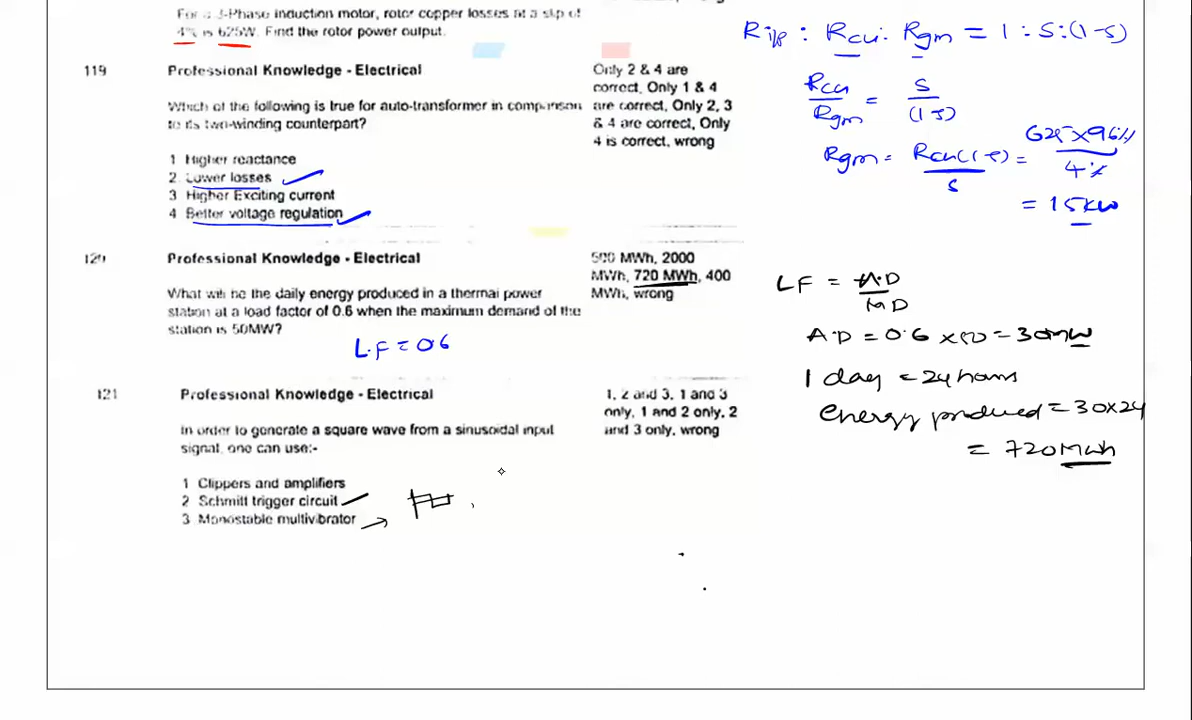 For a 3-Phase induction motor, rotor copper losses at a slip of
4% is 625W. Find the rotor power output.
119
Professional Knowledge - Electrical
Which of the following is true for auto-transformer in comparison
to its two-winding counterpart?
1 Higher reactance
2 Lower losses
3 Higher Exciting current
4 Better voltage regulation
Only 2 & 4 are
correct, Only 1 & 4
are correct, Only 2, 3
& 4 are correct, Only
4 is correct, wrong
R i/p : Rcu : Rgm = 1 : S : (1-S)
Rcu/Rgm = S/(1-S)
Rgm = Rcu(1-S)/S = 625×96%/4%
= 15kW
120
Professional Knowledge - Electrical
What will be the daily energy produced in a thermal power
station at a load factor of 0.6 when the maximum demand of the
station is 50MW?
L.F = 0.6
500 MWh, 2000
MWh, 720 MWh, 400
MWh, wrong
LF = A.D/MD
A.D = 0.6 × 50 = 30MW
1 day = 24 hours
energy produced = 30×24
= 720MWh
121
Professional Knowledge - Electrical
In order to generate a square wave from a sinusoidal input
signal, one can use:-
1 Clippers and amplifiers
2 Schmitt trigger circuit
3 Monostable multivibrator
1, 2 and 3, 1 and 3
only, 1 and 2 only, 2
and 3 only, wrong